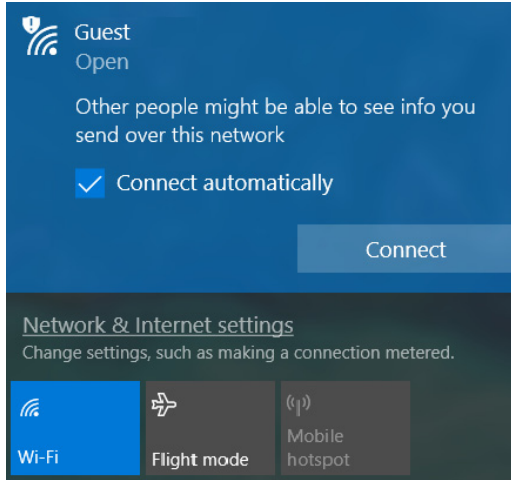 Guest
Open
Other people might be able to see info you
send over this network
Connect automatically
Connect
Network & Internet settings
Change settings, such as making a connection metered.
Wi-Fi
Flight mode
Mobile
hotspot